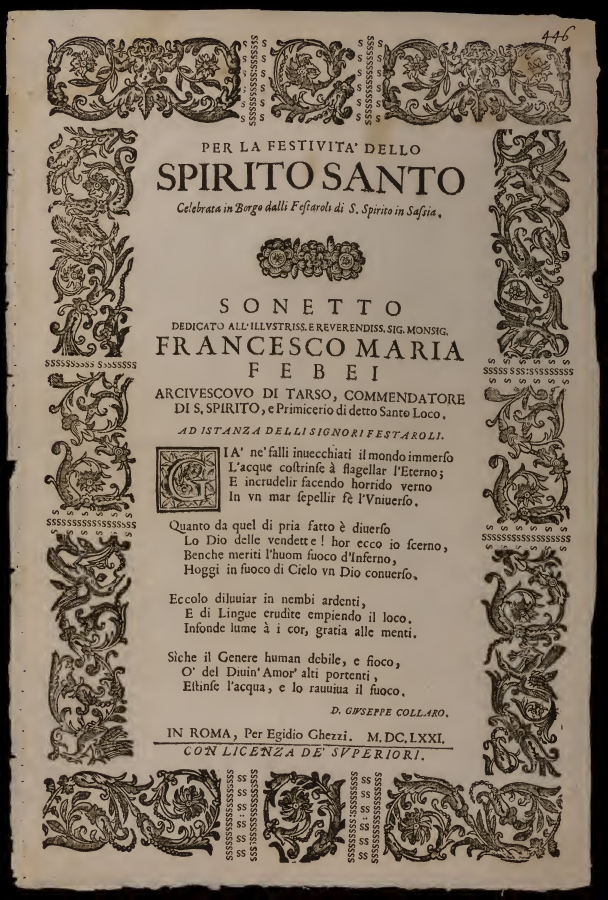 446
PER LA FESTIVITA' DELLO
SPIRITO SANTO
Celebrata in Borgo dalli Feſtaroli di S. Spirito in Saſsia.
SONETTO
DEDICATO ALL'ILLVSTRISS. E REVERENDISS. SIG. MONSIG.
FRANCESCO MARIA
FEBEI
ARCIVESCOVO DI TARSO, COMMENDATORE
DI S. SPIRITO, e Primicerio di detto Santo Loco.
AD ISTANZA DELLI SIGNORI FESTAROLI.
GIA' ne' falli inuecchiati il mondo immerſo
L'acque coſtrinſe à flagellar l'Eterno;
E incrudelir facendo horrido verno
In vn mar ſepellir fè l'Vniuerſo.
Quanto da quel di pria fatto è diuerſo
Lo Dio delle vendette! hor ecco io ſcerno,
Benche meriti l'huom fuoco d'Inferno,
Hoggi in fuoco di Cielo vn Dio conuerſo.
Eccolo diluuiar in nembi ardenti,
E di Lingue erudite empiendo il loco.
Infonde lume à i cor, gratia alle menti.
Siche il Genere human debile, e fioco,
O' del Diuin' Amor' alti portenti,
Eſtinſe l'acqua, e lo rauuiua il fuoco.
D. GIVSEPPE COLLARO.
IN ROMA, Per Egidio Ghezzi. M. DC. LXXI.
CON LICENZA DE' SVPERIORI.